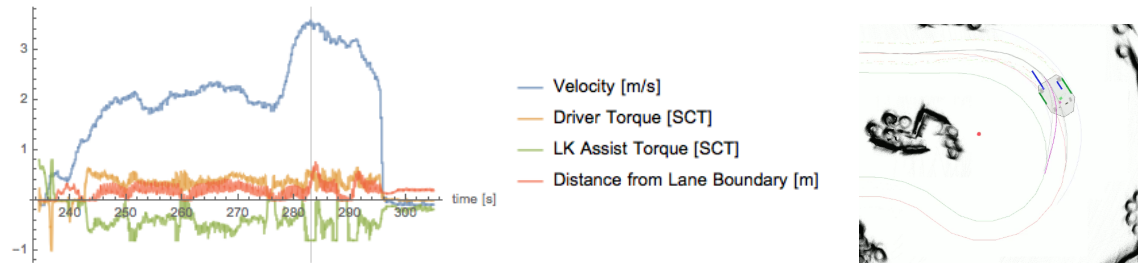 3
2
1
-1
240
250
260
270
280
290
300
time [s]
Velocity [m/s]
Driver Torque [SCT]
LK Assist Torque [SCT]
Distance from Lane Boundary [m]